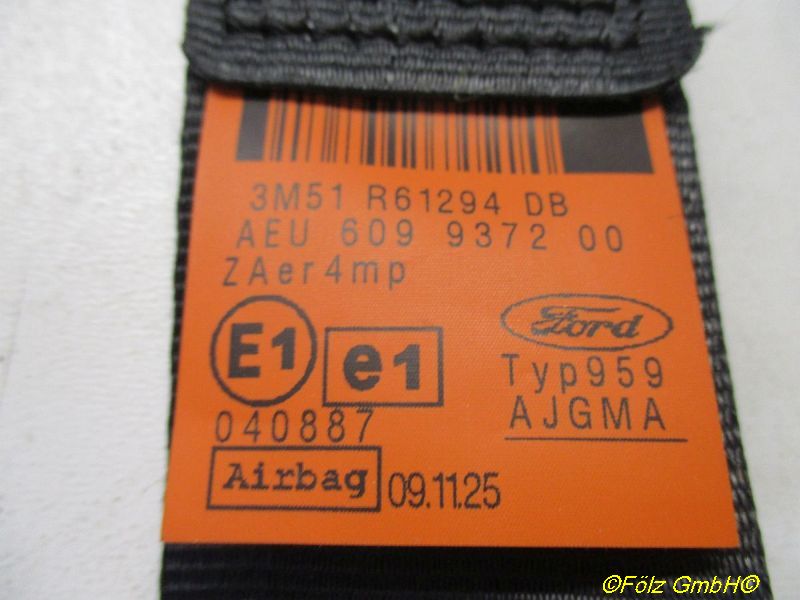 3M51 R61294 DB
AEU 609 9372 00
ZAer4mp
E1 e1
Ford
Typ959
040887
AJGMA
Airbag 09.11.25
©Fölz GmbH©